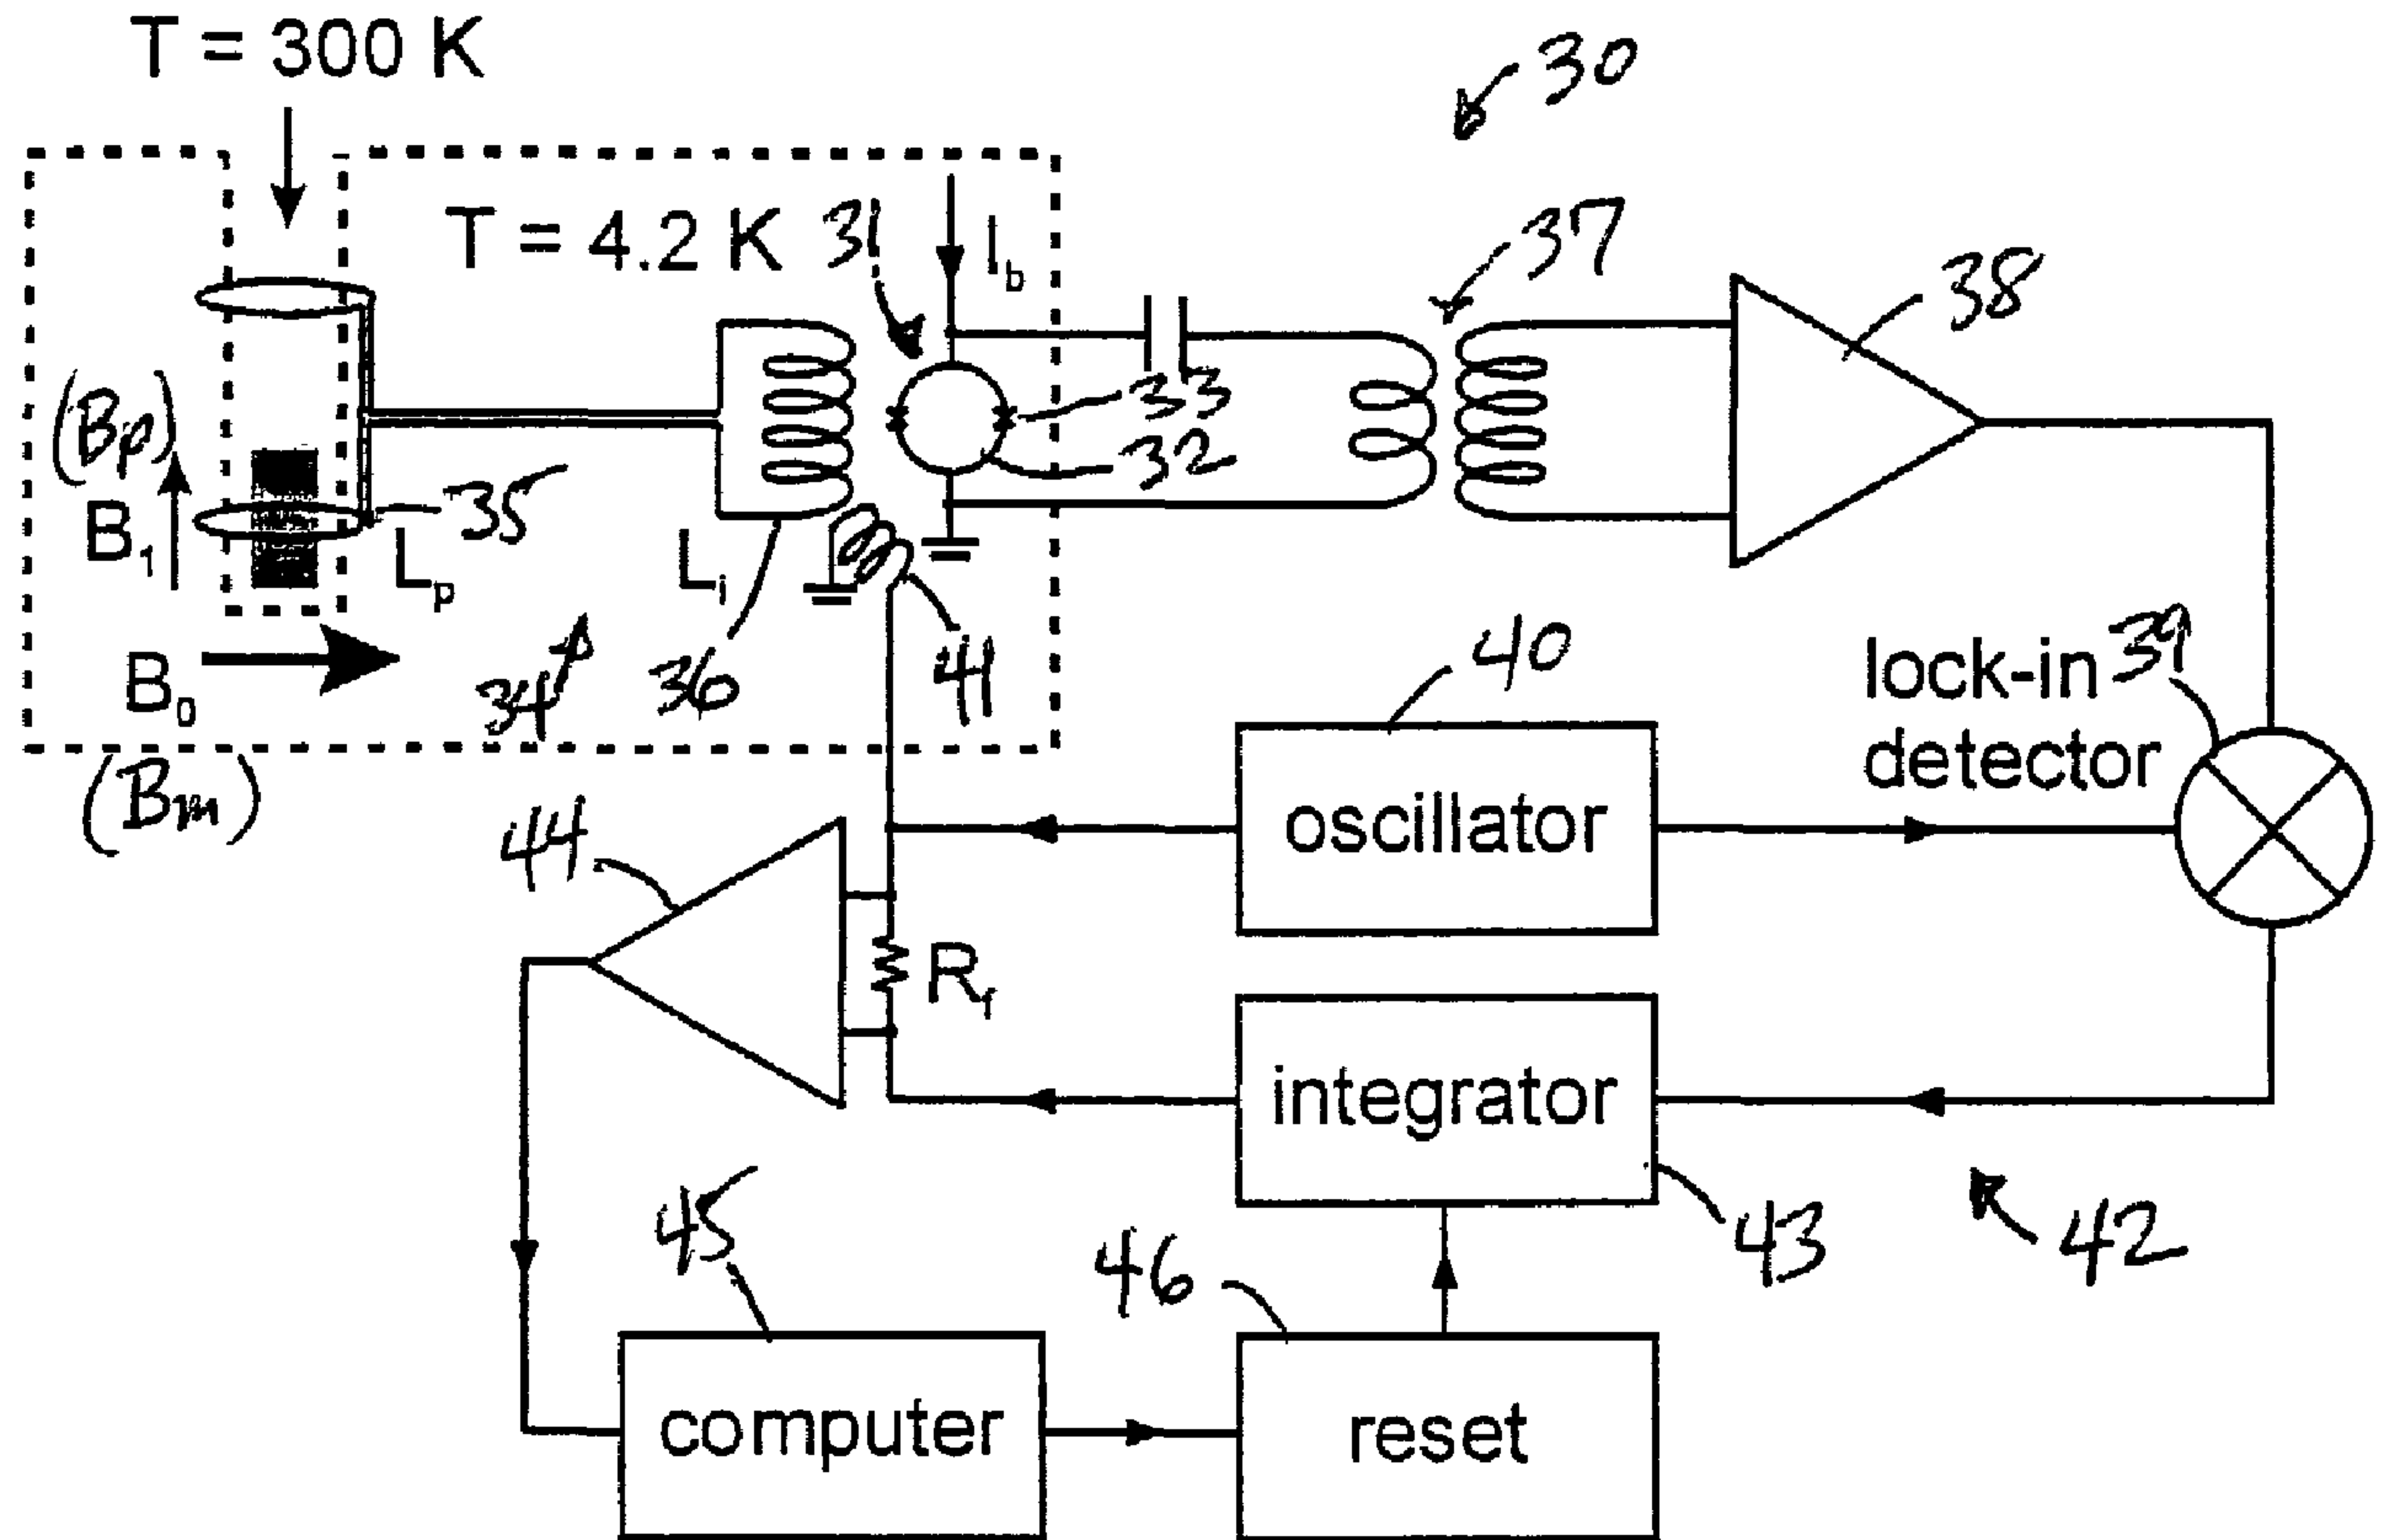 T = 300 K
30
T = 4.2 K
31
I_b
37
38
33
32
(Bp)
B_1
35
L_p
L_i
B_0
34
36
41
40
lock-in 39
detector
(Bm)
44
oscillator
R_f
integrator
45
46
43
42
computer
reset